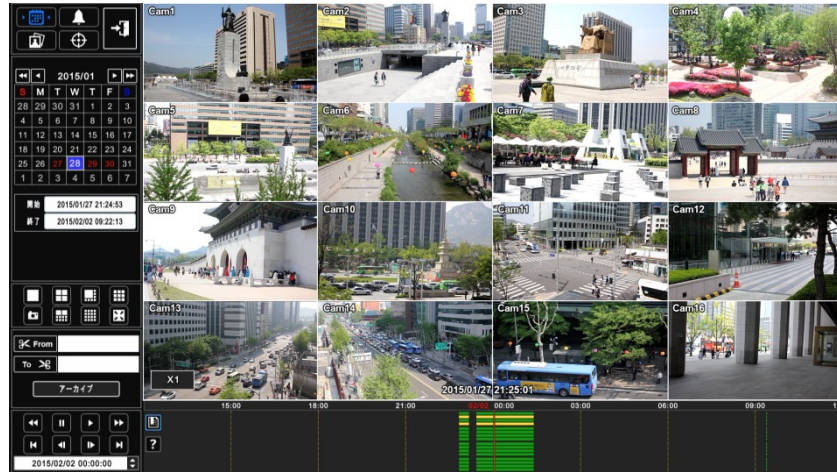 2015/01
S M T W T F S
28 29 30 31 1 2 3
4 5 6 7 8 9 10
11 12 13 14 15 16 17
18 19 20 21 22 23 24
25 26 27 28 29 30 31
1 2 3 4 5 6 7
開始 2015/01/27 21:24:53
終了 2015/02/02 09:22:13
From
To
アーカイブ
2015/02/02 00:00:00
Cam1 Cam2 Cam3 Cam4
Cam5 Cam6 Cam7 Cam8
Cam9 Cam10 Cam11 Cam12
Cam13 Cam14 Cam15 Cam16
X1
2015/01/27 21:25:01
15:00 18:00 21:00 02/02 00:00 03:00 06:00 09:00 1
?